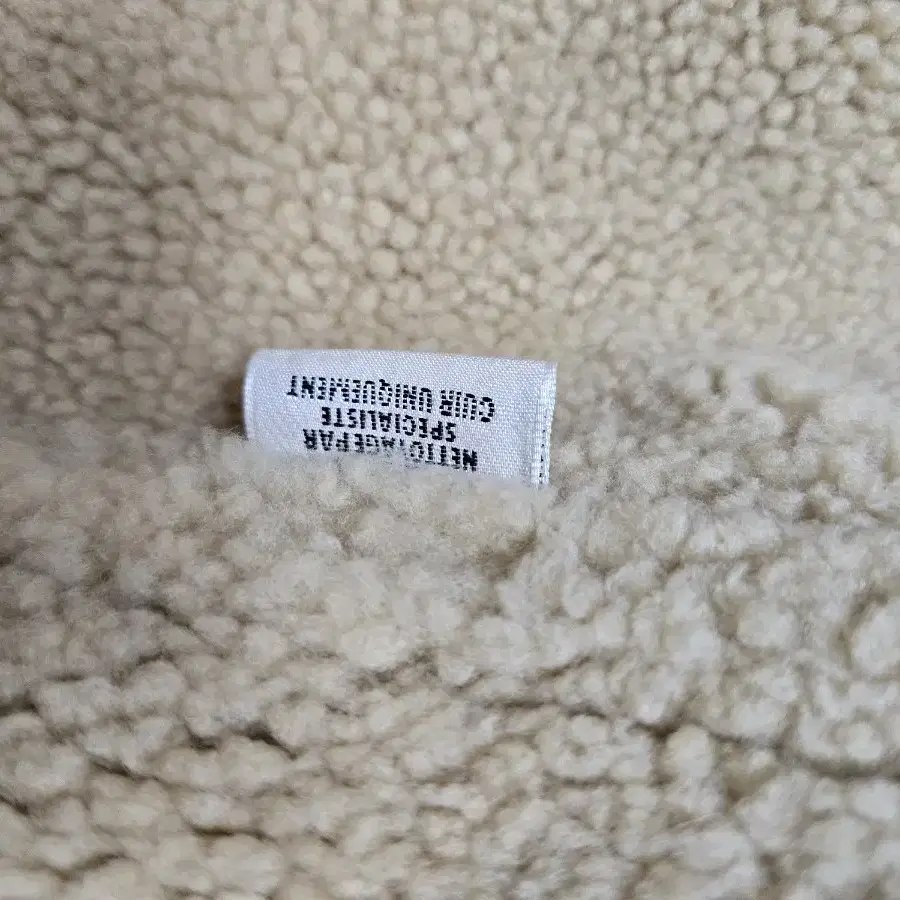 NETTOYAGE PAR
SPECIALISTE
CUIR UNIQUEMENT